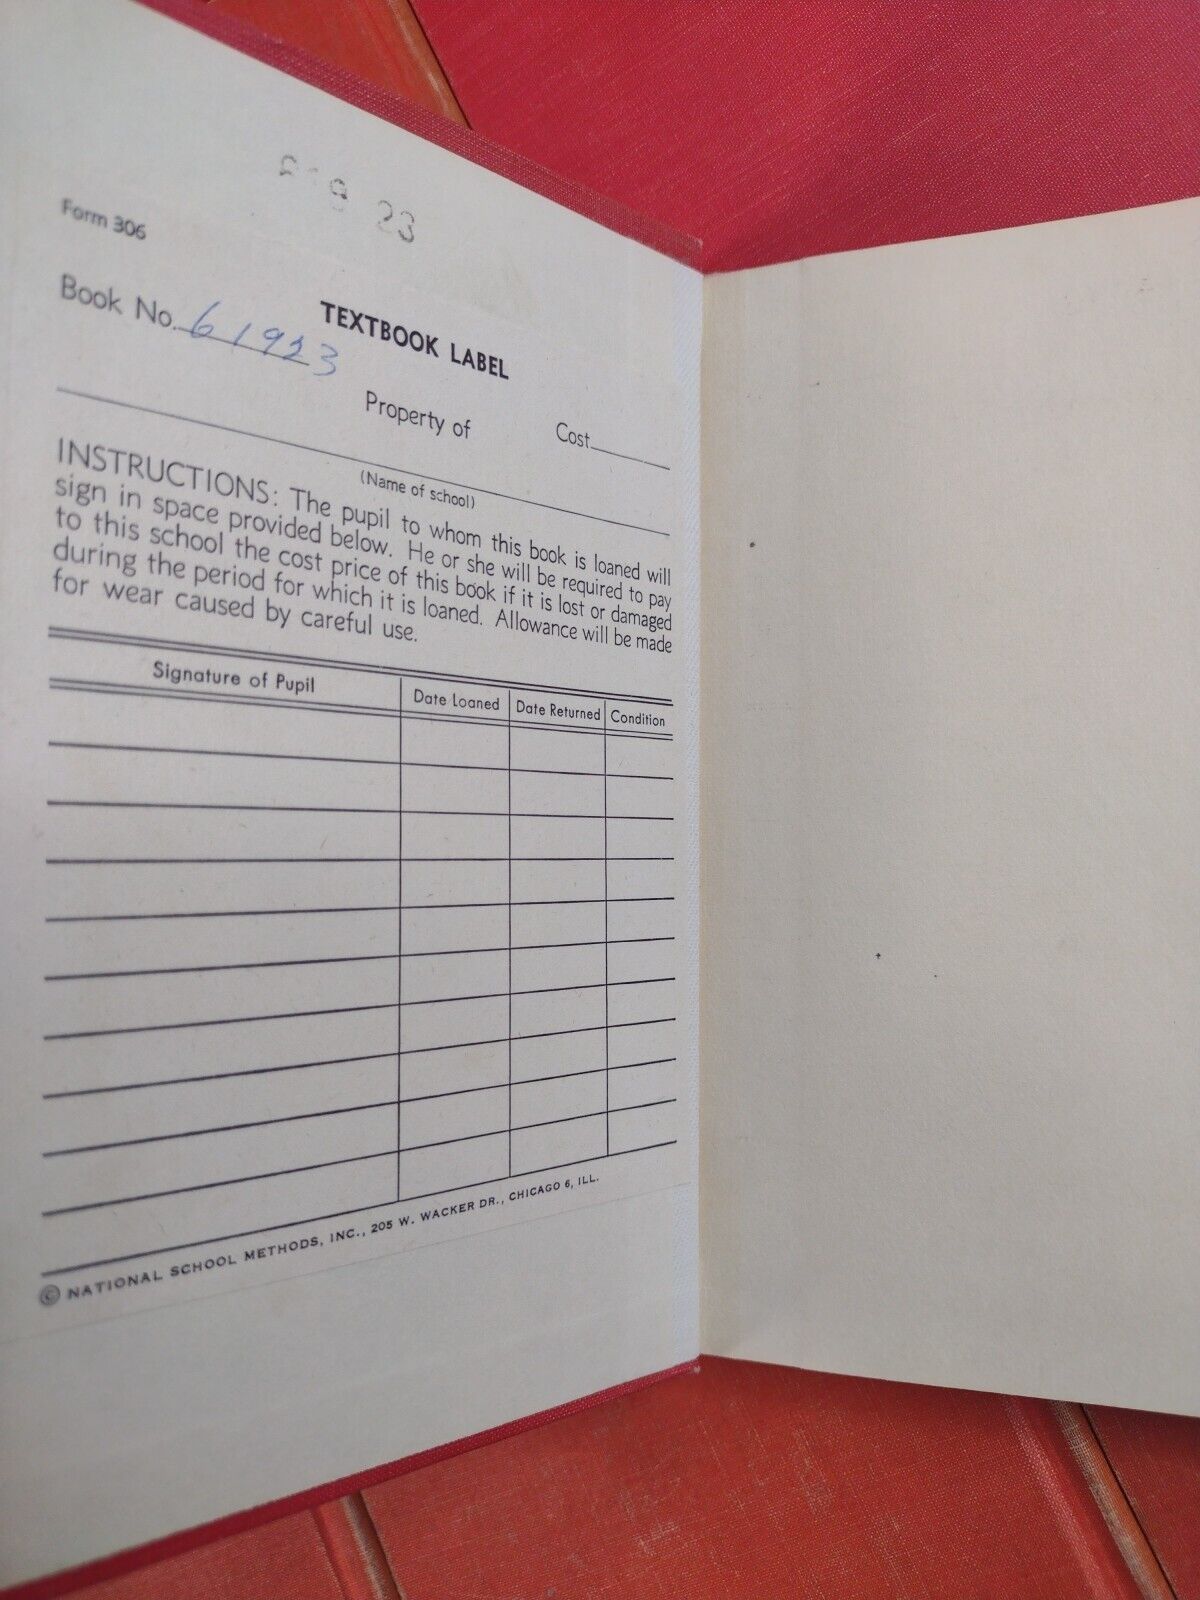 23
Form 306
TEXTBOOK LABEL
Book No. 61923
Property of
Cost
(Name of school)
INSTRUCTIONS: The pupil to whom this book is loaned will
sign in space provided below. He or she will be required to pay
to this school the cost price of this book if it is lost or damaged
during the period for which it is loaned. Allowance will be made
for wear caused by careful use.
Signature of Pupil Date Loaned Date Returned Condition
© NATIONAL SCHOOL METHODS, INC., 205 W. WACKER DR., CHICAGO 6, ILL.